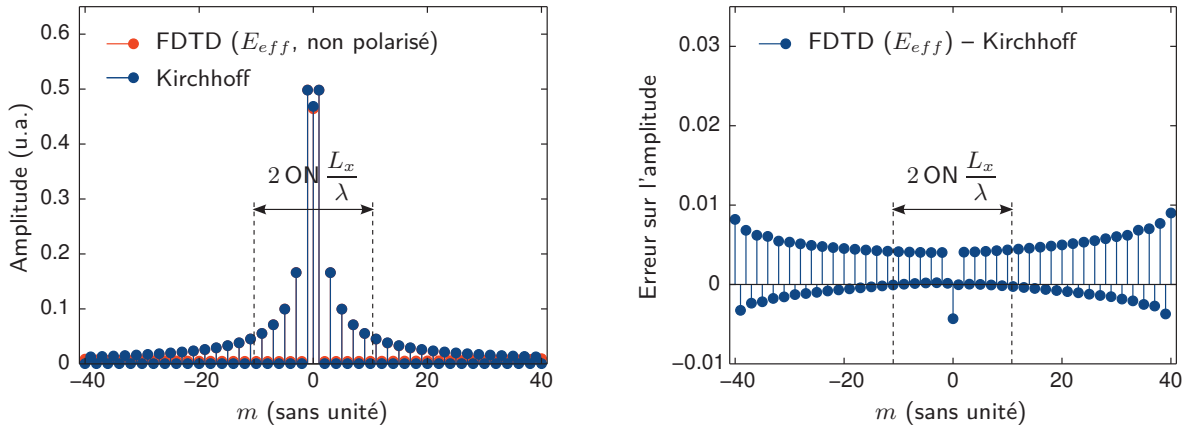 0.6
0.5
0.4
0.3
0.2
0.1
0
Amplitude (u.a.)
FDTD (E_eff, non polarisé)
Kirchhoff
2 ON L_x/λ
−40 −20 0 20 40
m (sans unité)
0.03
0.02
0.01
0
−0.01
Erreur sur l'amplitude
FDTD (E_eff) – Kirchhoff
2 ON L_x/λ
−40 −20 0 20 40
m (sans unité)